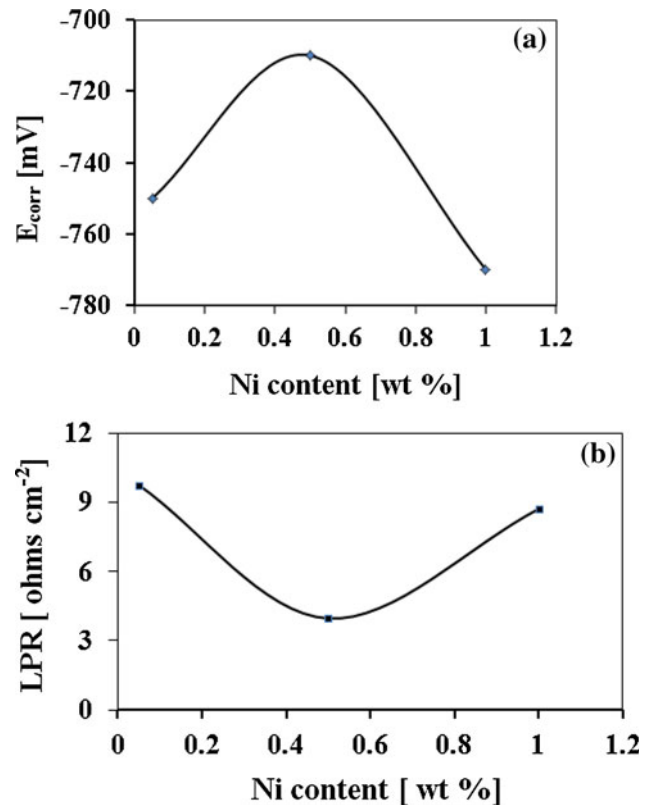 (a)
E_corr [mV]
-700
-720
-740
-760
-780
0 0.2 0.4 0.6 0.8 1 1.2
Ni content [wt %]
(b)
LPR [ ohms cm⁻²]
12
9
6
3
0
0 0.2 0.4 0.6 0.8 1 1.2
Ni content [ wt %]